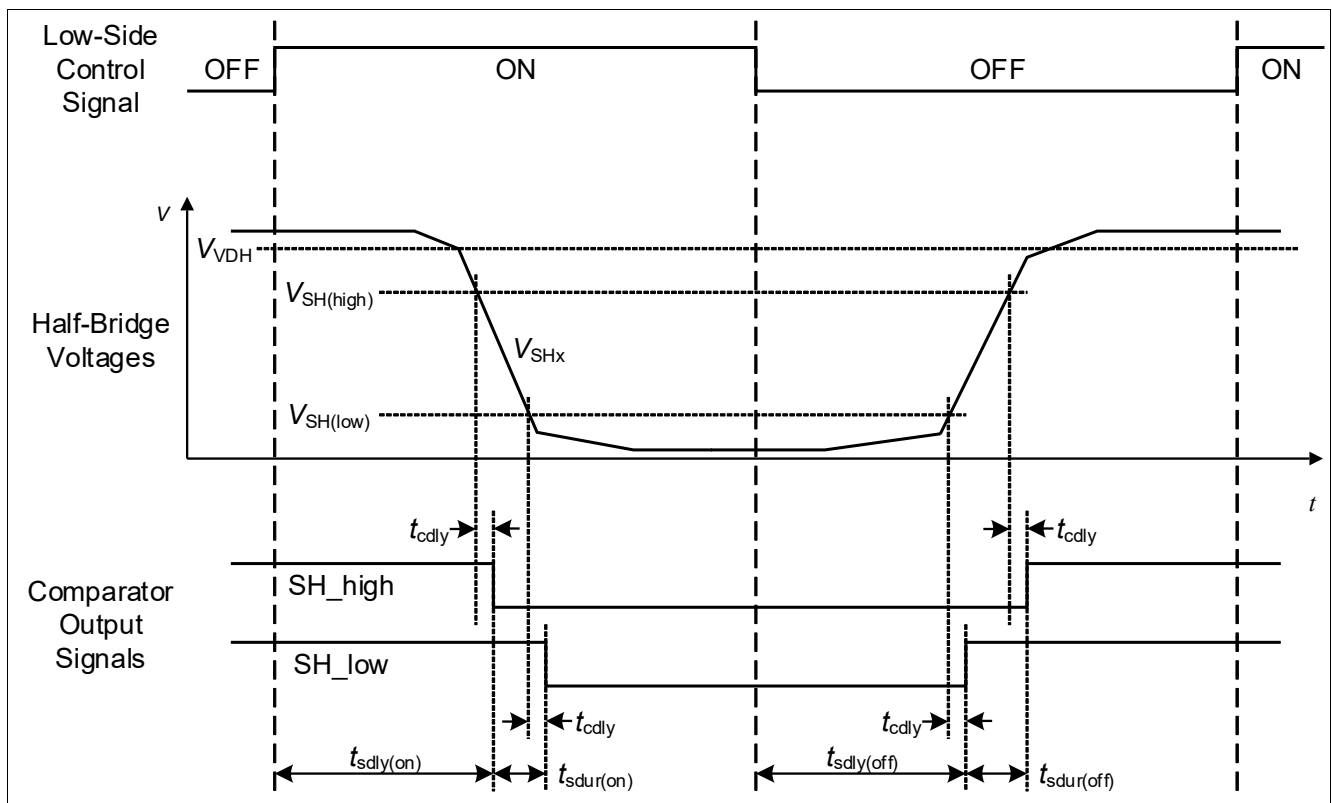 Low-Side
Control
Signal
OFF
ON
OFF
ON
V
VVDH
VSH(high)
Half-Bridge
Voltages
VSHx
VSH(low)
t
tcdly
tcdly
Comparator
Output
Signals
SH_high
SH_low
tcdly
tcdly
tsdly(on)
tsdur(on)
tsdly(off)
tsdur(off)